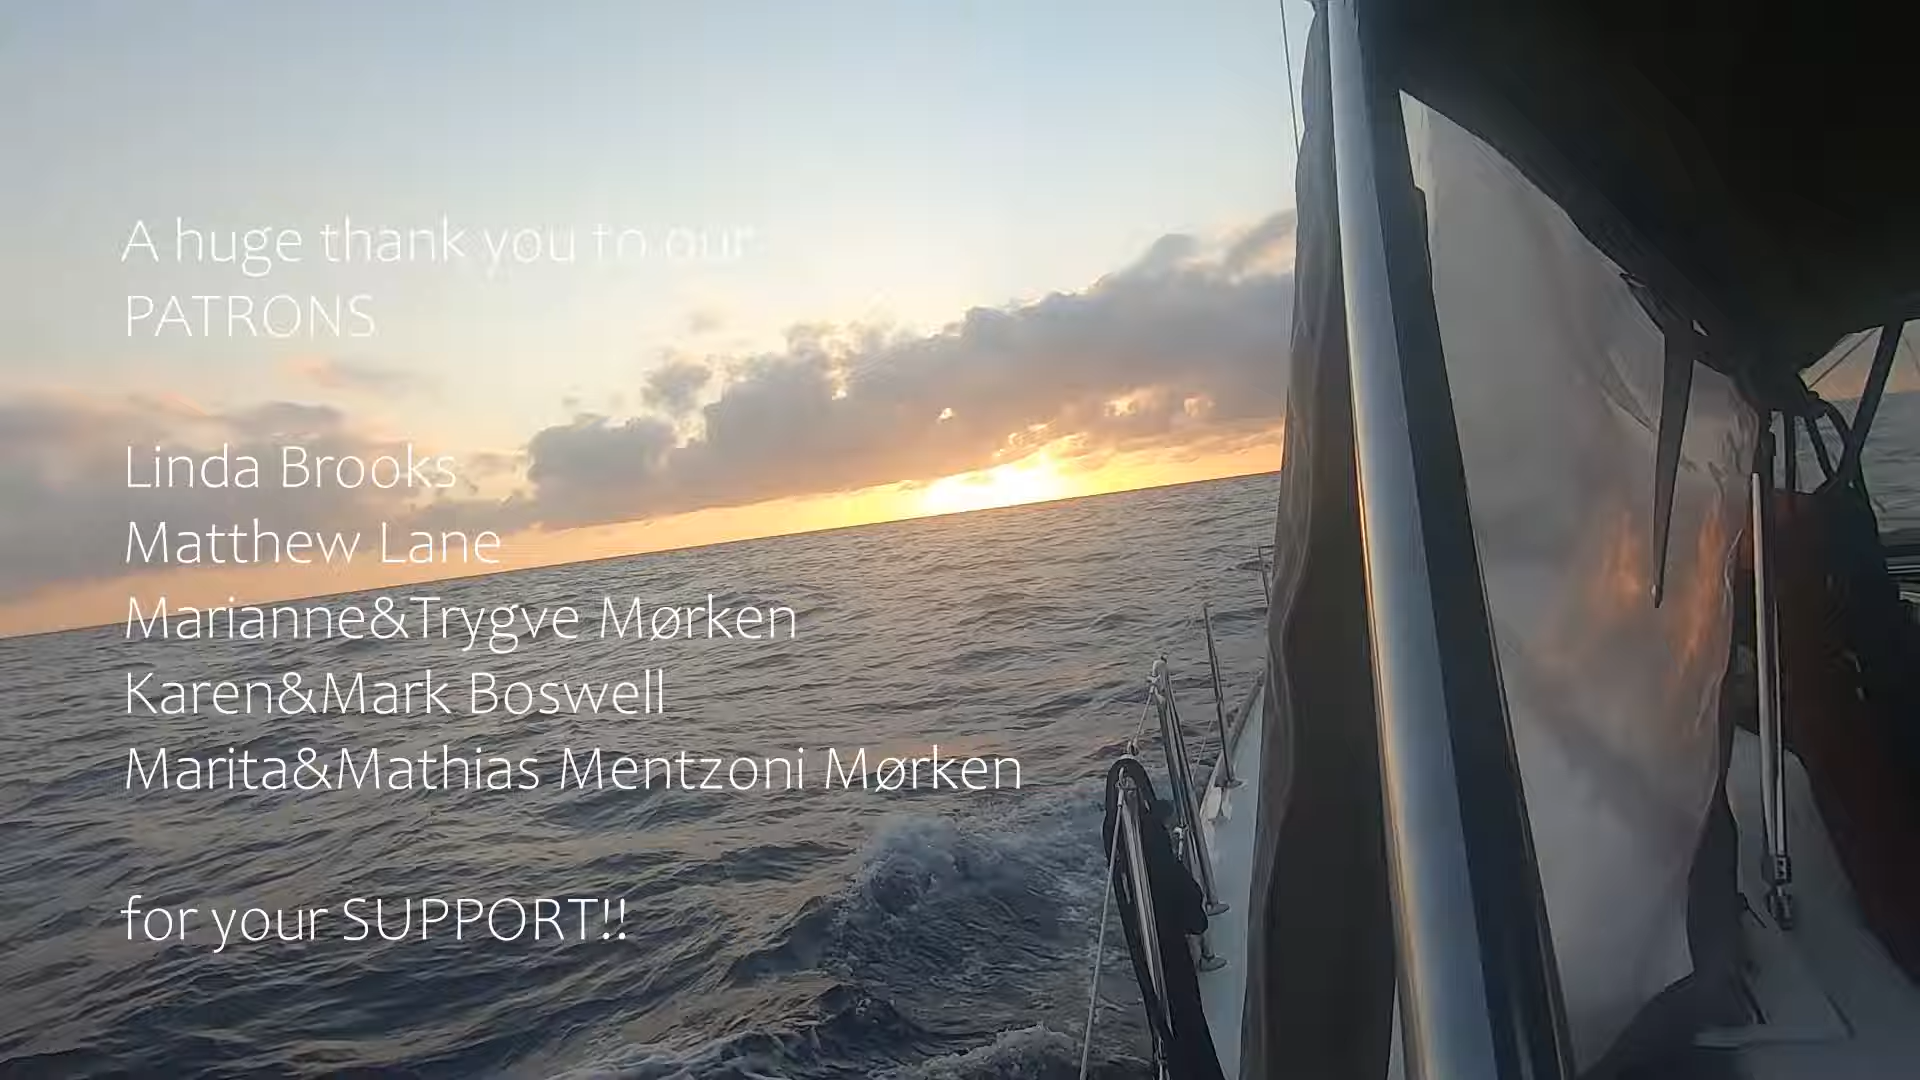 A huge thank you to our
PATRONS
Linda Brooks
Matthew Lane
Marianne&Trygve Mørken
Karen&Mark Boswell
Marita&Mathias Mentzoni Mørken
for your SUPPORT!!